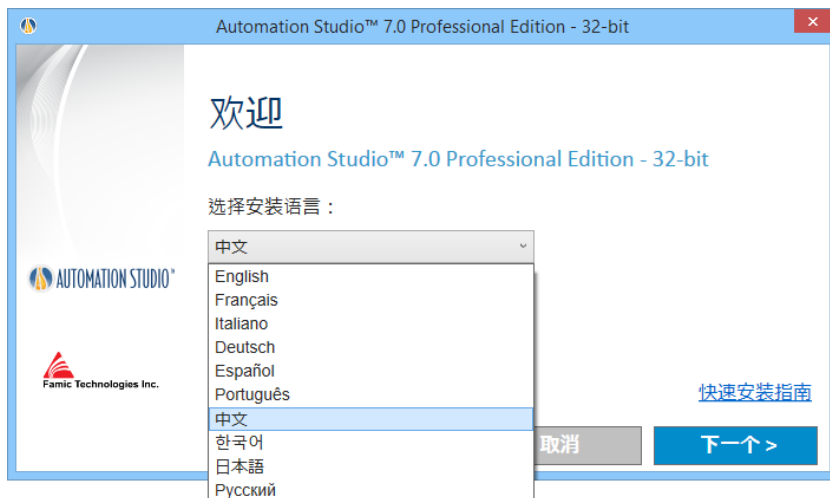 Automation Studio™ 7.0 Professional Edition - 32-bit
欢迎
Automation Studio™ 7.0 Professional Edition - 32-bit
选择安装语言：
中文
English
Français
Italiano
Deutsch
Español
Português
中文
한국어
日本語
Русский
AUTOMATION STUDIO™
Famic Technologies Inc.
快速安装指南
取消
下一个 >